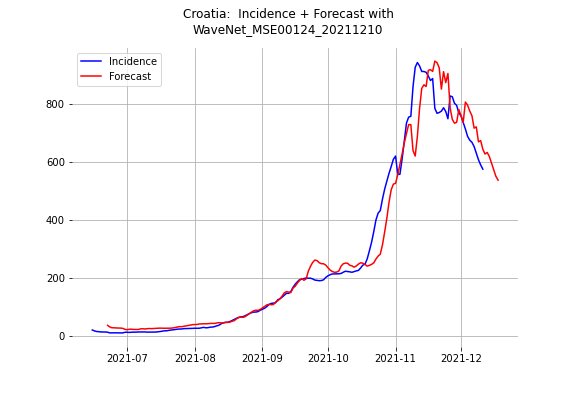 Croatia:  Incidence + Forecast with
WaveNet_MSE00124_20211210
Incidence
Forecast
800
600
400
200
0
2021-07
2021-08
2021-09
2021-10
2021-11
2021-12